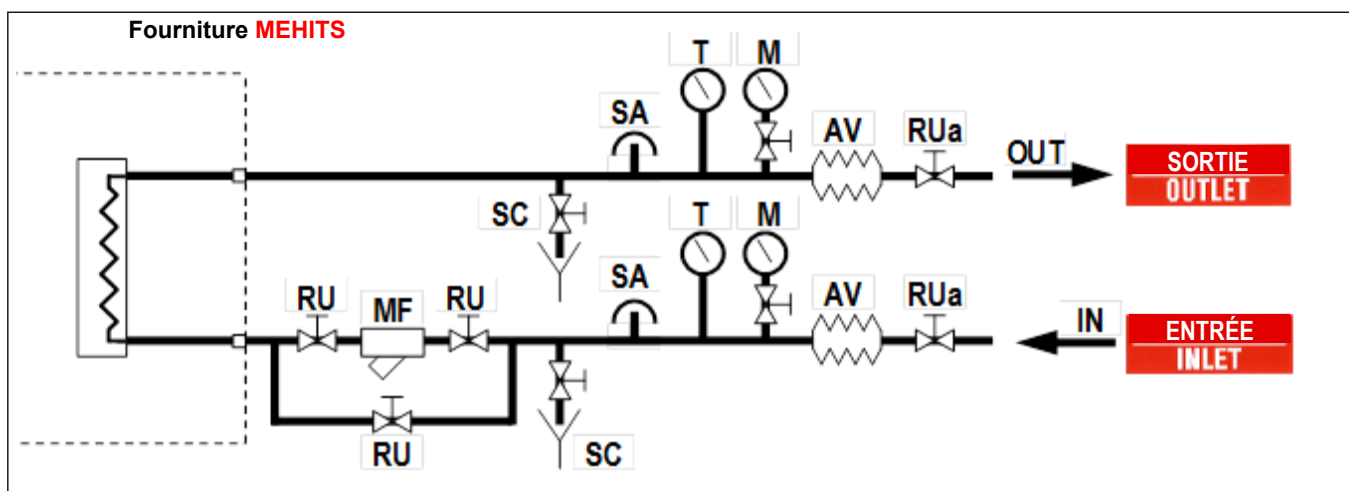 Fourniture MEHITS
T M
SA AV RUa OUT
SORTIE
OUTLET
SC
T M
SA AV RUa
RU MF RU
IN
ENTRÉE
INLET
RU SC